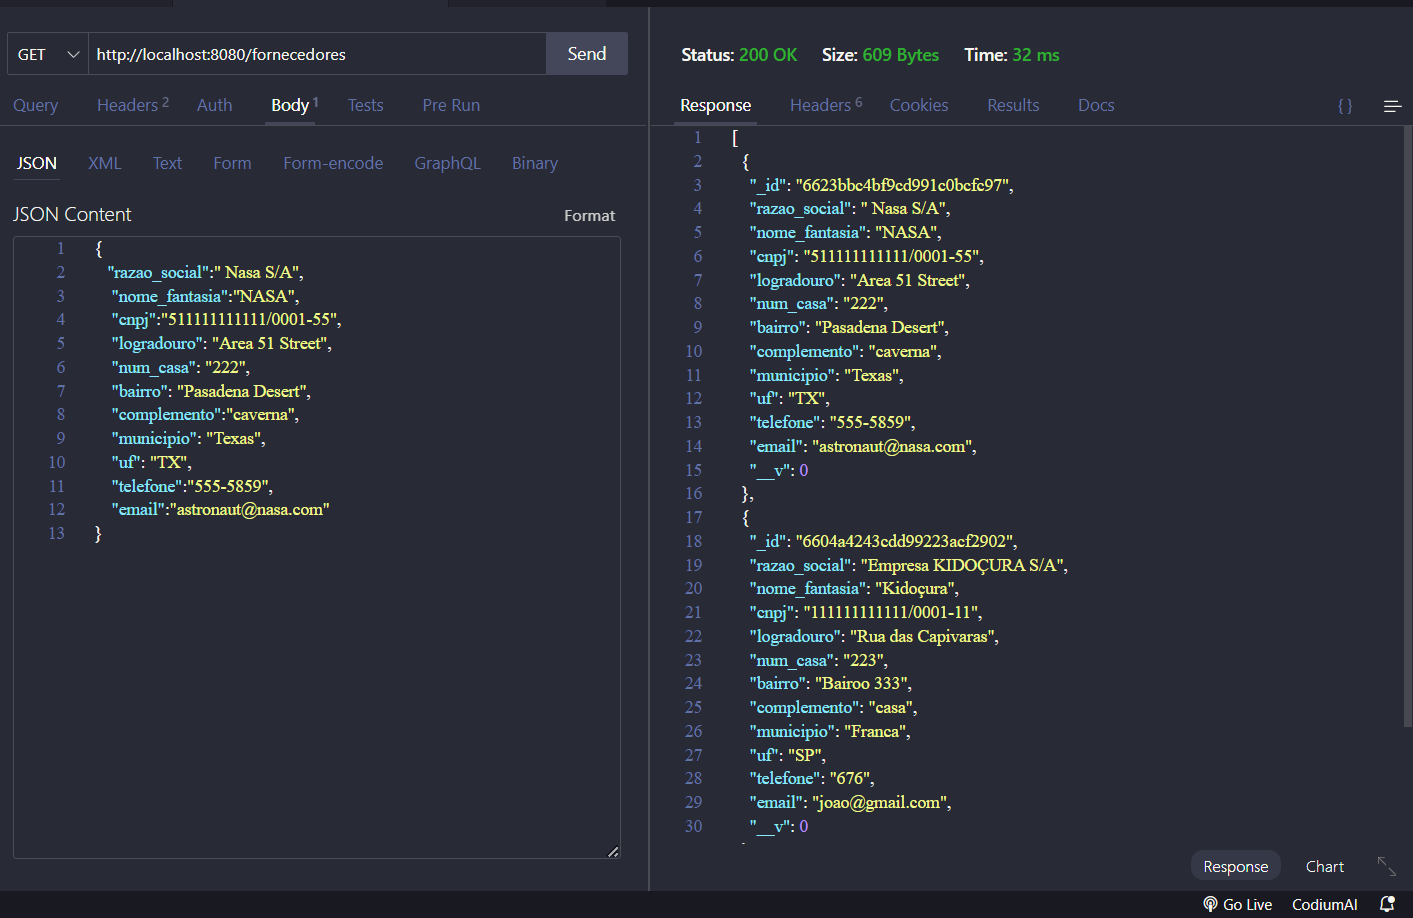 GET http://localhost:8080/fornecedores Send
Query Headers 2 Auth Body 1 Tests Pre Run
JSON XML Text Form Form-encode GraphQL Binary
JSON Content Format
1 {
2 "razao_social":" Nasa S/A",
3 "nome_fantasia":"NASA",
4 "cnpj":"511111111111/0001-55",
5 "logradouro": "Area 51 Street",
6 "num_casa": "222",
7 "bairro": "Pasadena Desert",
8 "complemento":"caverna",
9 "municipio": "Texas",
10 "uf": "TX",
11 "telefone":"555-5859",
12 "email":"astronaut@nasa.com"
13 }
Status: 200 OK Size: 609 Bytes Time: 32 ms
Response Headers 6 Cookies Results Docs { }
1 [
2 {
3 "_id": "6623bbc4bf9cd991c0bcfc97",
4 "razao_social": " Nasa S/A",
5 "nome_fantasia": "NASA",
6 "cnpj": "511111111111/0001-55",
7 "logradouro": "Area 51 Street",
8 "num_casa": "222",
9 "bairro": "Pasadena Desert",
10 "complemento": "caverna",
11 "municipio": "Texas",
12 "uf": "TX",
13 "telefone": "555-5859",
14 "email": "astronaut@nasa.com",
15 "__v": 0
16 },
17 {
18 "_id": "6604a4243cdd99223acf2902",
19 "razao_social": "Empresa KIDOÇURA S/A",
20 "nome_fantasia": "Kidoçura",
21 "cnpj": "111111111111/0001-11",
22 "logradouro": "Rua das Capivaras",
23 "num_casa": "223",
24 "bairro": "Bairoo 333",
25 "complemento": "casa",
26 "municipio": "Franca",
27 "uf": "SP",
28 "telefone": "676",
29 "email": "joao@gmail.com",
30 "__v": 0
Response Chart
Go Live CodiumAI